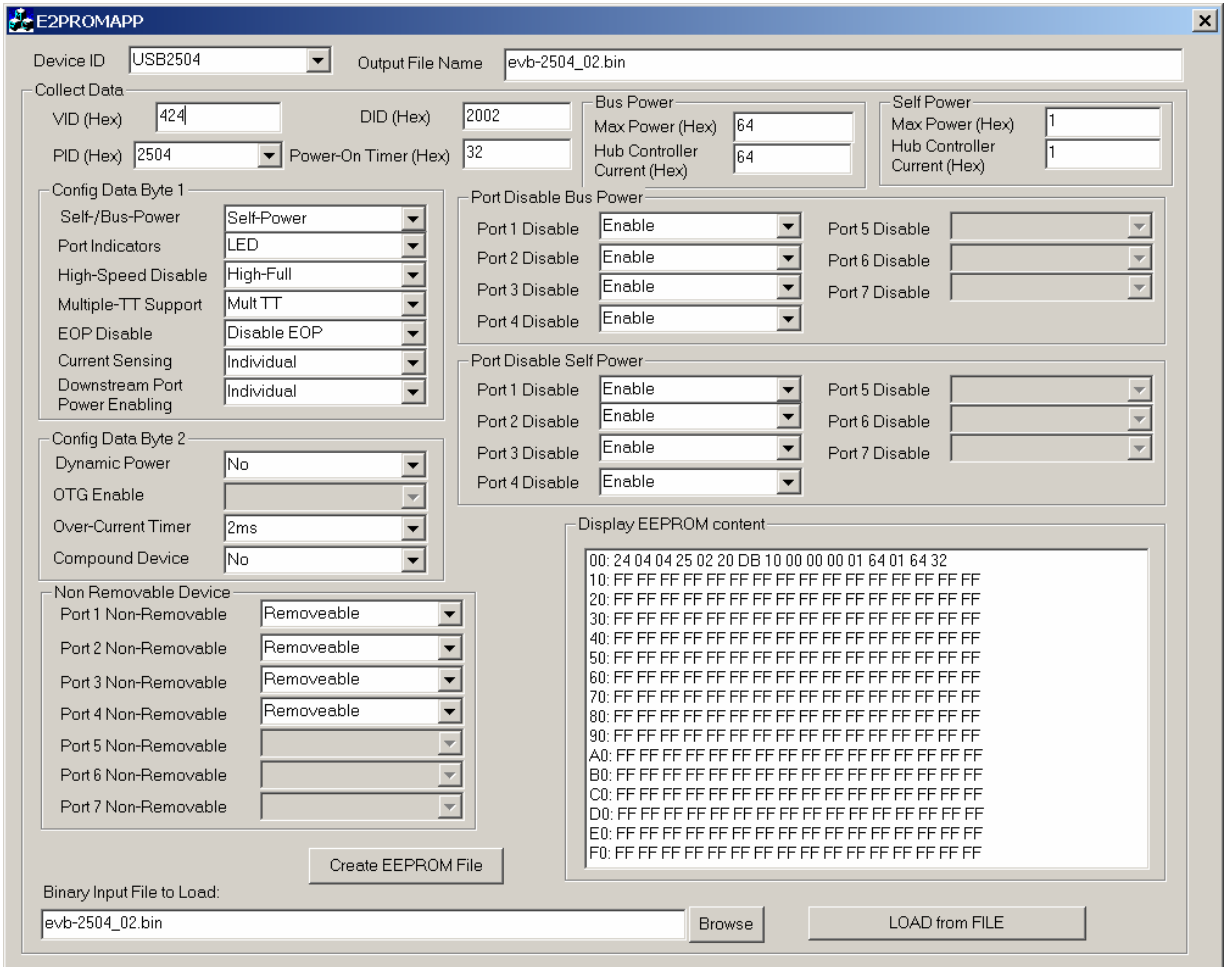 E2PROMAPP
Device ID USB2504 Output File Name evb-2504_02.bin
Collect Data
VID (Hex) 424 DID (Hex) 2002
PID (Hex) 2504 Power-On Timer (Hex) 32
Bus Power
Max Power (Hex) 64
Hub Controller
Current (Hex) 64
Self Power
Max Power (Hex) 1
Hub Controller
Current (Hex) 1
Config Data Byte 1
Self-/Bus-Power Self-Power
Port Indicators LED
High-Speed Disable High-Full
Multiple-TT Support Mult TT
EOP Disable Disable EOP
Current Sensing Individual
Downstream Port
Power Enabling Individual
Port Disable Bus Power
Port 1 Disable Enable Port 5 Disable
Port 2 Disable Enable Port 6 Disable
Port 3 Disable Enable Port 7 Disable
Port 4 Disable Enable
Port Disable Self Power
Port 1 Disable Enable Port 5 Disable
Port 2 Disable Enable Port 6 Disable
Port 3 Disable Enable Port 7 Disable
Port 4 Disable Enable
Config Data Byte 2
Dynamic Power No
OTG Enable
Over-Current Timer 2ms
Compound Device No
Non Removable Device
Port 1 Non-Removable Removeable
Port 2 Non-Removable Removeable
Port 3 Non-Removable Removeable
Port 4 Non-Removable Removeable
Port 5 Non-Removable
Port 6 Non-Removable
Port 7 Non-Removable
Display EEPROM content
00: 24 04 04 25 02 20 DB 10 00 00 00 01 64 01 64 32
10: FF FF FF FF FF FF FF FF FF FF FF FF FF FF FF FF
20: FF FF FF FF FF FF FF FF FF FF FF FF FF FF FF FF
30: FF FF FF FF FF FF FF FF FF FF FF FF FF FF FF FF
40: FF FF FF FF FF FF FF FF FF FF FF FF FF FF FF FF
50: FF FF FF FF FF FF FF FF FF FF FF FF FF FF FF FF
60: FF FF FF FF FF FF FF FF FF FF FF FF FF FF FF FF
70: FF FF FF FF FF FF FF FF FF FF FF FF FF FF FF FF
80: FF FF FF FF FF FF FF FF FF FF FF FF FF FF FF FF
90: FF FF FF FF FF FF FF FF FF FF FF FF FF FF FF FF
A0: FF FF FF FF FF FF FF FF FF FF FF FF FF FF FF FF
B0: FF FF FF FF FF FF FF FF FF FF FF FF FF FF FF FF
C0: FF FF FF FF FF FF FF FF FF FF FF FF FF FF FF FF
D0: FF FF FF FF FF FF FF FF FF FF FF FF FF FF FF FF
E0: FF FF FF FF FF FF FF FF FF FF FF FF FF FF FF FF
F0: FF FF FF FF FF FF FF FF FF FF FF FF FF FF FF FF
Create EEPROM File
Binary Input File to Load:
evb-2504_02.bin Browse LOAD from FILE